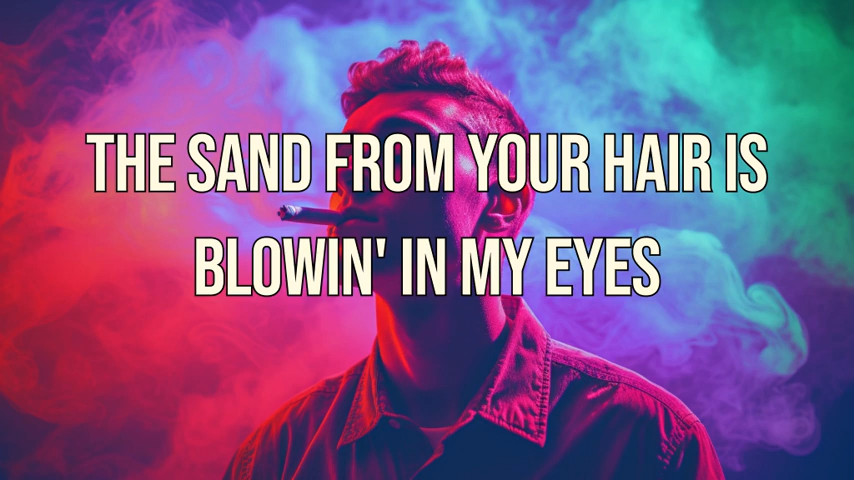 THE SAND FROM YOUR HAIR IS
BLOWIN' IN MY EYES